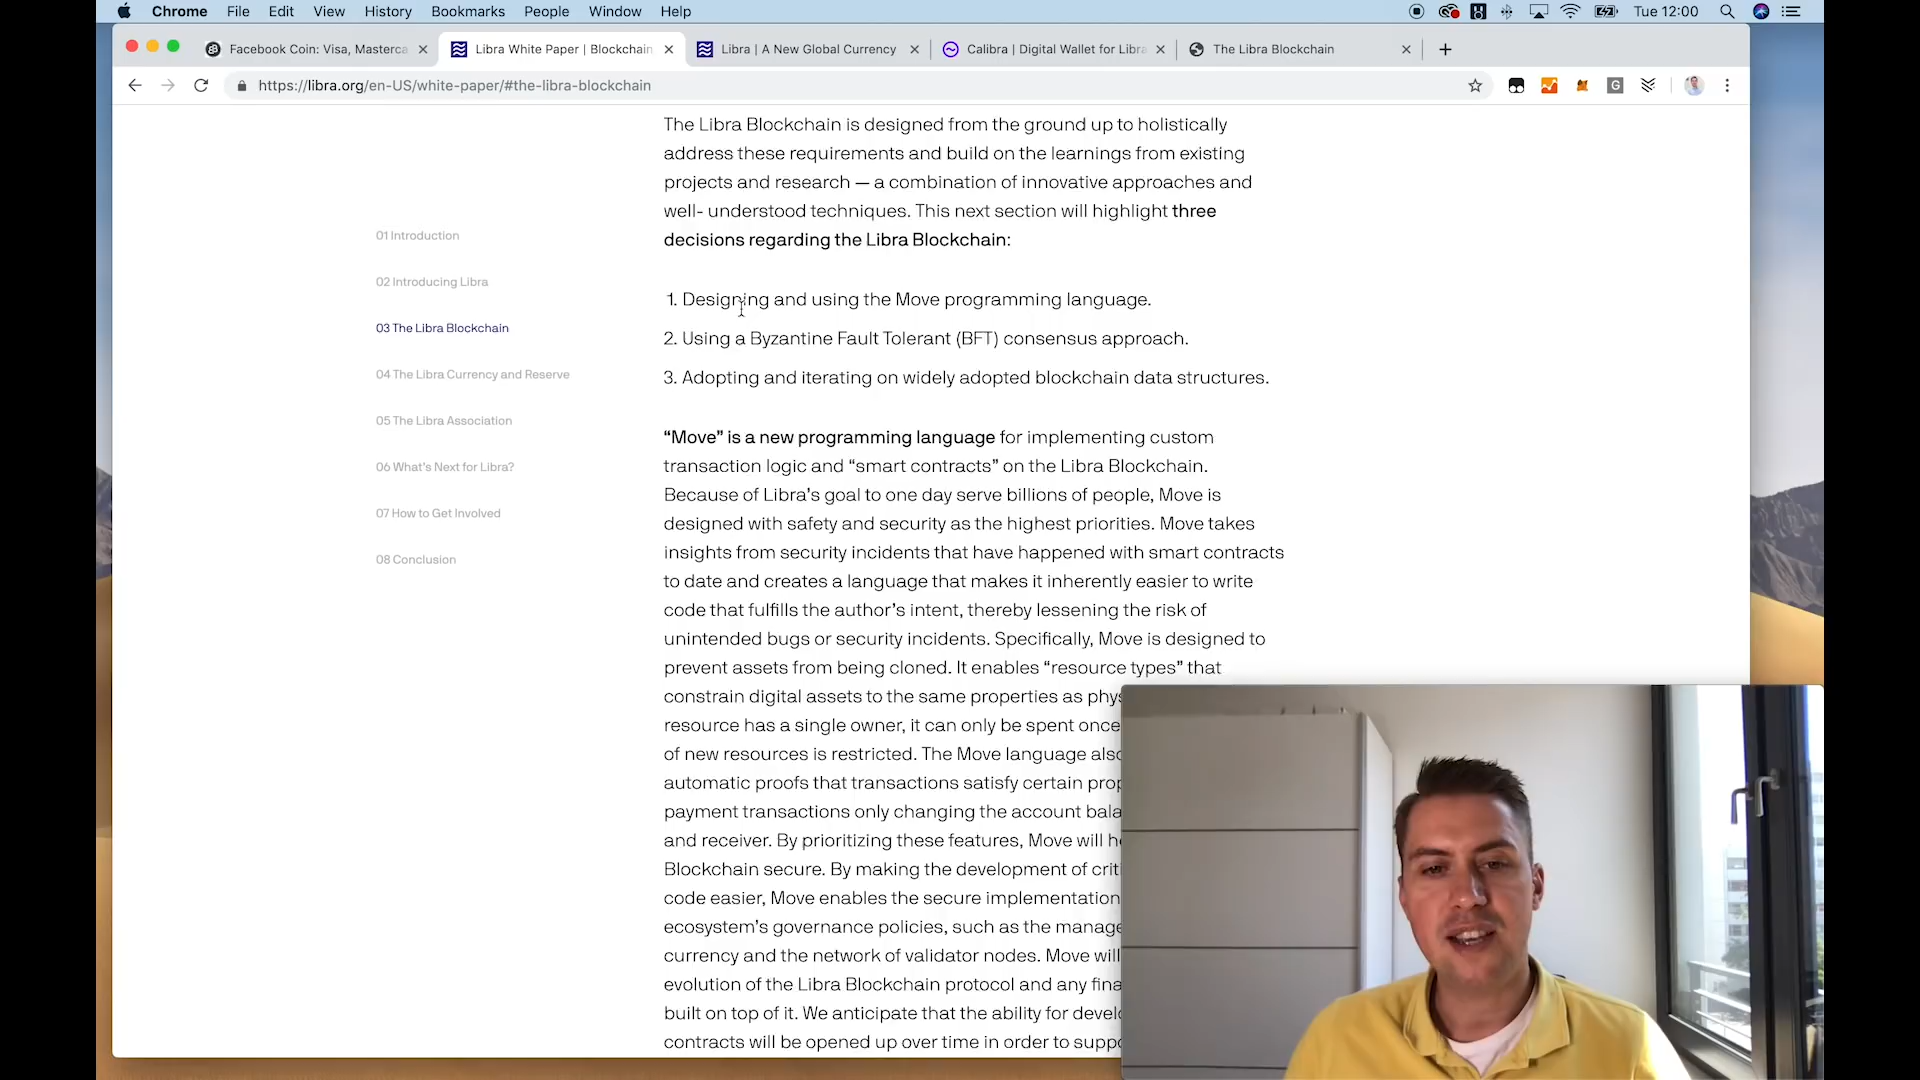 Chrome File Edit View History Bookmarks People Window Help Tue 12:00
Facebook Coin: Visa, Masterca
Libra White Paper | Blockchain
Libra | A New Global Currency
Calibra | Digital Wallet for Libra
The Libra Blockchain
https://libra.org/en-US/white-paper/#the-libra-blockchain
01 Introduction
02 Introducing Libra
03 The Libra Blockchain
04 The Libra Currency and Reserve
05 The Libra Association
06 What's Next for Libra?
07 How to Get Involved
08 Conclusion
The Libra Blockchain is designed from the ground up to holistically
address these requirements and build on the learnings from existing
projects and research — a combination of innovative approaches and
well- understood techniques. This next section will highlight three
decisions regarding the Libra Blockchain:
1. Designing and using the Move programming language.
2. Using a Byzantine Fault Tolerant (BFT) consensus approach.
3. Adopting and iterating on widely adopted blockchain data structures.
“Move” is a new programming language for implementing custom
transaction logic and “smart contracts” on the Libra Blockchain.
Because of Libra's goal to one day serve billions of people, Move is
designed with safety and security as the highest priorities. Move takes
insights from security incidents that have happened with smart contracts
to date and creates a language that makes it inherently easier to write
code that fulfills the author's intent, thereby lessening the risk of
unintended bugs or security incidents. Specifically, Move is designed to
prevent assets from being cloned. It enables “resource types” that
constrain digital assets to the same properties as phys
resource has a single owner, it can only be spent once
of new resources is restricted. The Move language also
automatic proofs that transactions satisfy certain prop
payment transactions only changing the account bala
and receiver. By prioritizing these features, Move will he
Blockchain secure. By making the development of criti
code easier, Move enables the secure implementation
ecosystem's governance policies, such as the manage
currency and the network of validator nodes. Move will
evolution of the Libra Blockchain protocol and any fina
built on top of it. We anticipate that the ability for develo
contracts will be opened up over time in order to suppo